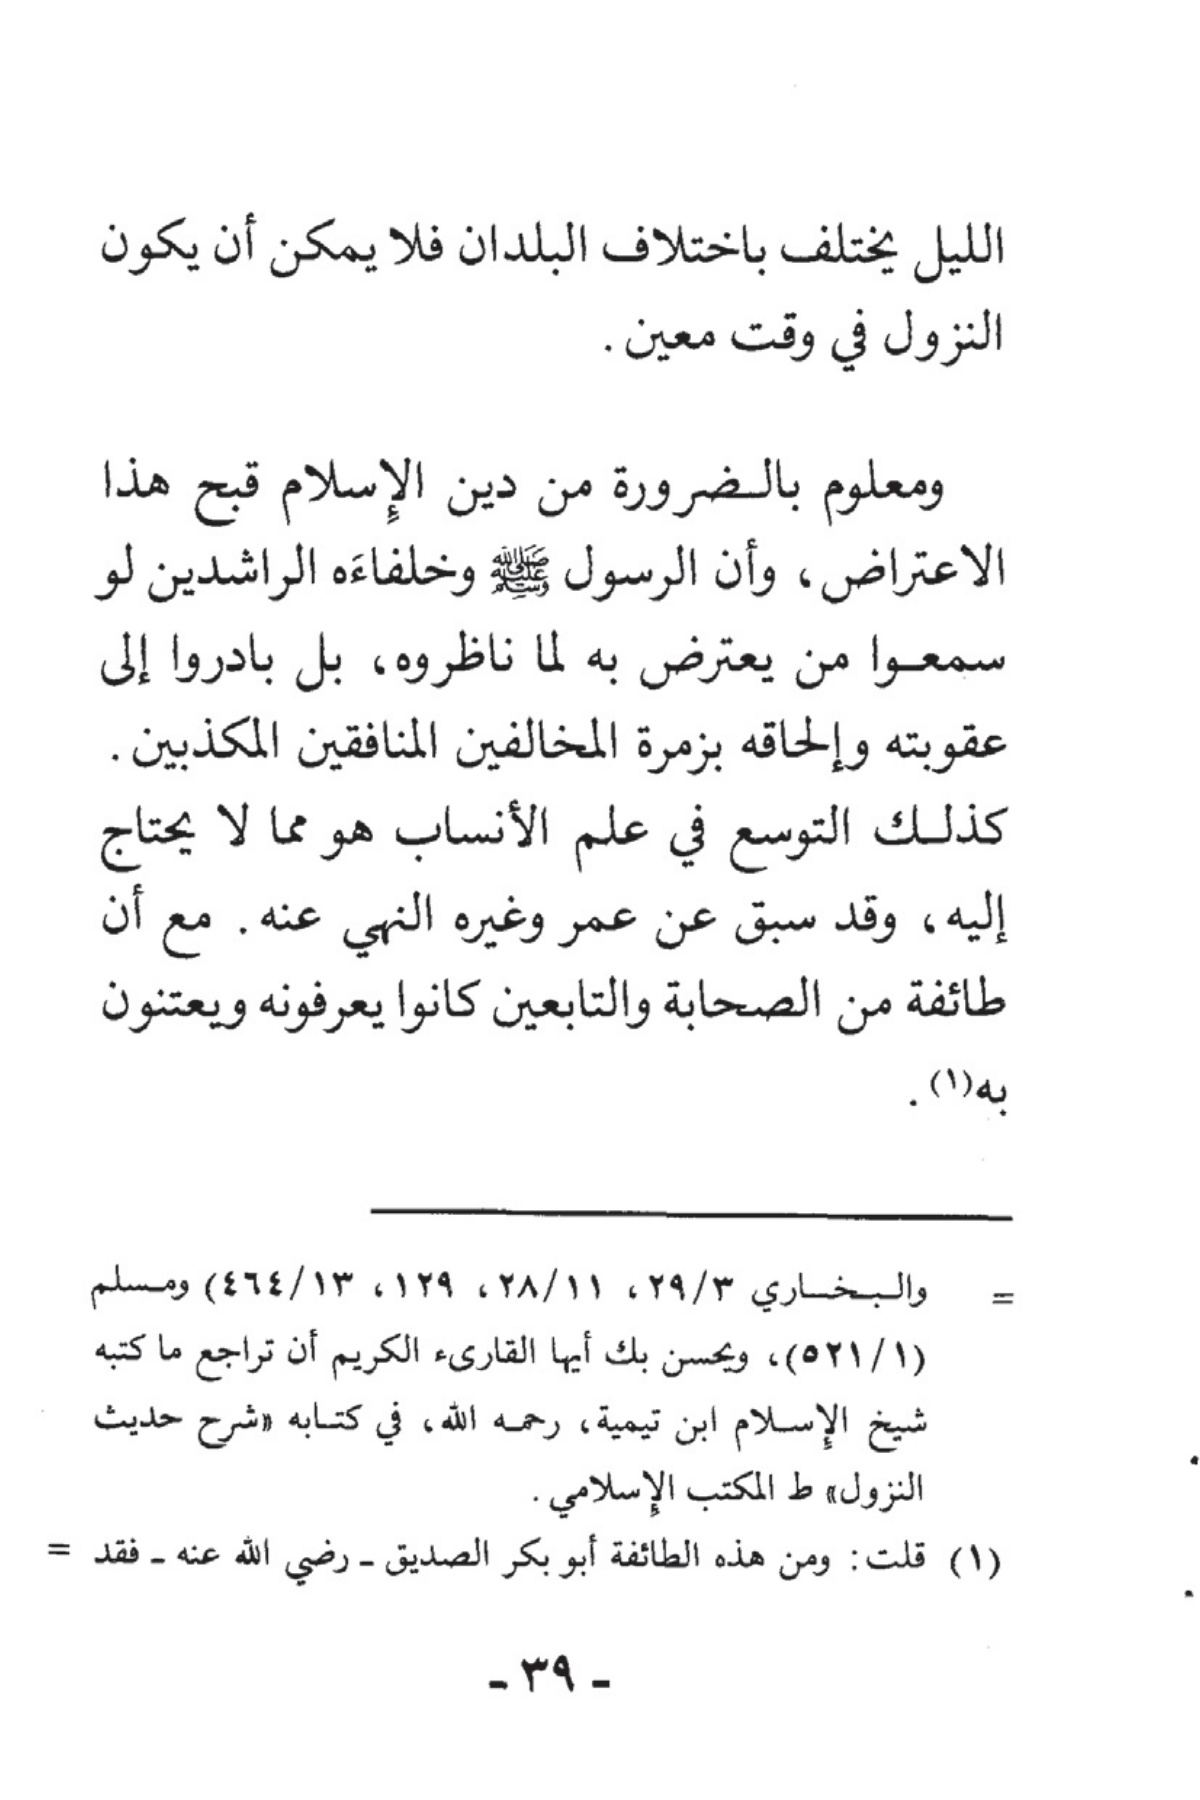 الليل يختلف باختلاف البلدان فلا يمكن أن يكون
النزول في وقت معين .
ومعلوم بالضرورة من دين الإسلام قبح هذا
الاعتراض، وأن الرسول ﷺ وخلفاءَه الراشدين لو
سمعوا من يعترض به لما ناظروه، بل بادروا إلى
عقوبته وإلحاقه بزمرة المخالفين المنافقين المكذبين .
كذلك التوسع في علم الأنساب هو مما لا يحتاج
إليه، وقد سبق عن عمر وغيره النهي عنه. مع أن
طائفة من الصحابة والتابعين كانوا يعرفونه ويعتنون
به(١) .
= والبخاري ٢٩/٣، ٢٨/١١، ١٢٩، ٤٦٤/١٣) ومسلم
(٥٢١/١)، ويحسن بك أيها القارىء الكريم أن تراجع ما كتبه
شيخ الإسلام ابن تيمية، رحمه الله، في كتابه «شرح حديث
النزول» ط المكتب الإسلامي .
(١) قلت: ومن هذه الطائفة أبو بكر الصديق ـ رضي الله عنه ـ فقد =
- ٣٩ -